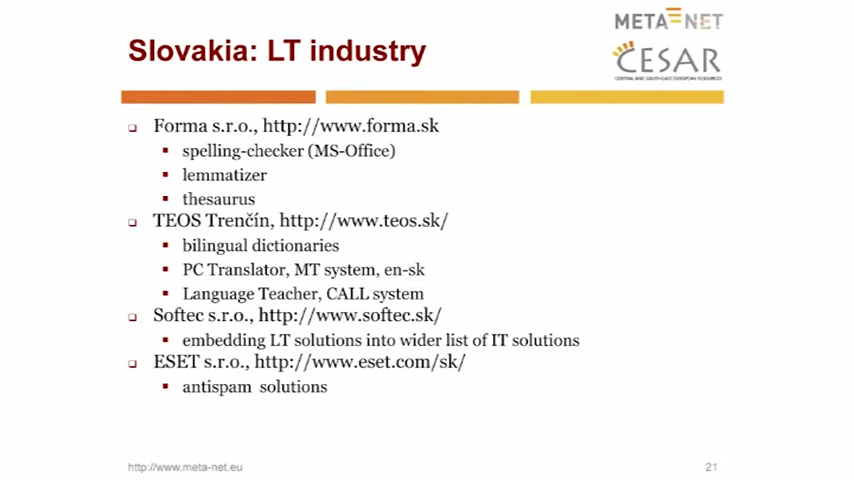 META NET
Slovakia: LT industry
CESAR
CENTRAL AND SOUTH-EAST EUROPEAN RESOURCES
Forma s.r.o., http://www.forma.sk
spelling-checker (MS-Office)
lemmatizer
thesaurus
TEOS Trenčín, http://www.teos.sk/
bilingual dictionaries
PC Translator, MT system, en-sk
Language Teacher, CALL system
Softec s.r.o., http://www.softec.sk/
embedding LT solutions into wider list of IT solutions
ESET s.r.o., http://www.eset.com/sk/
antispam solutions
http://www.meta-net.eu
21